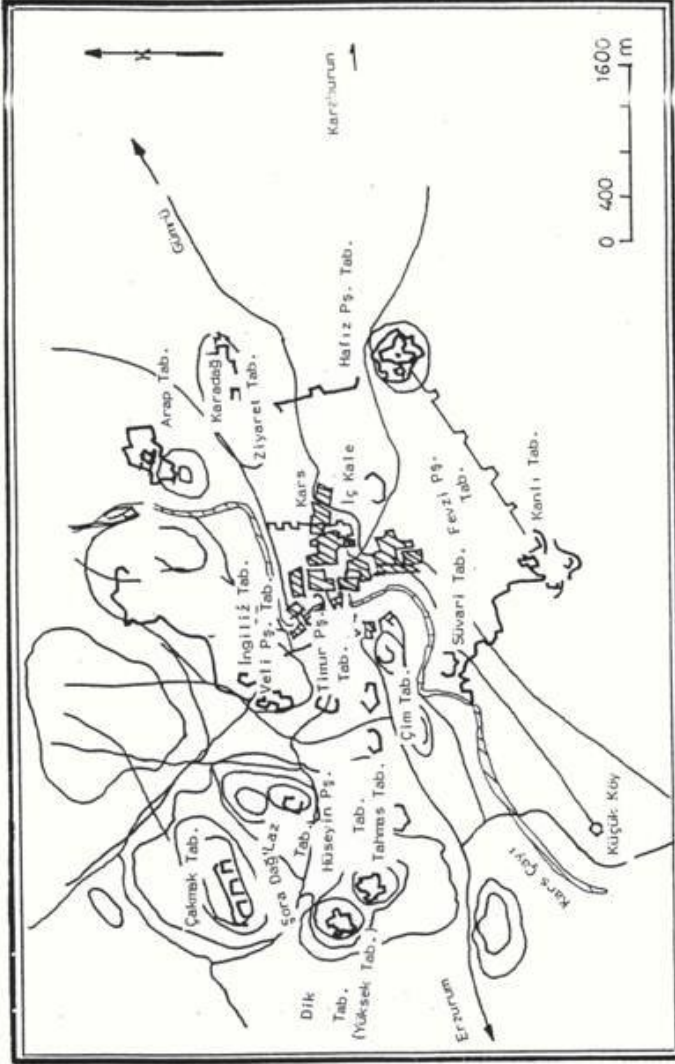 K
Gümrü
Karaburun
Arap Tab.
Karadağ
Ziyaret Tab.
Hafız Pş. Tab.
Kars
İç Kale
İngiliz Tab.
Veli Pş. Tab.
Timur Pş.
Tab.
Fevzi Pş.
Tab.
Süvari Tab.
Kanlı Tab.
Çim Tab.
Çakmak Tab.
Şora Dağ
Laz
Tab.
Hüseyin Pş.
Tab.
Tahmas Tab.
Dik
Tab.
(Yüksek Tab.)
Erzurum
Kars Çayı
Küçük Köy
0 400 1600 m